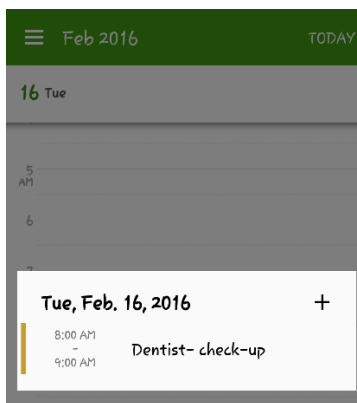 Feb 2016 TODAY
16 Tue
5
AM
6
7
Tue, Feb. 16, 2016 +
8:00 AM
-
Dentist- check-up
9:00 AM